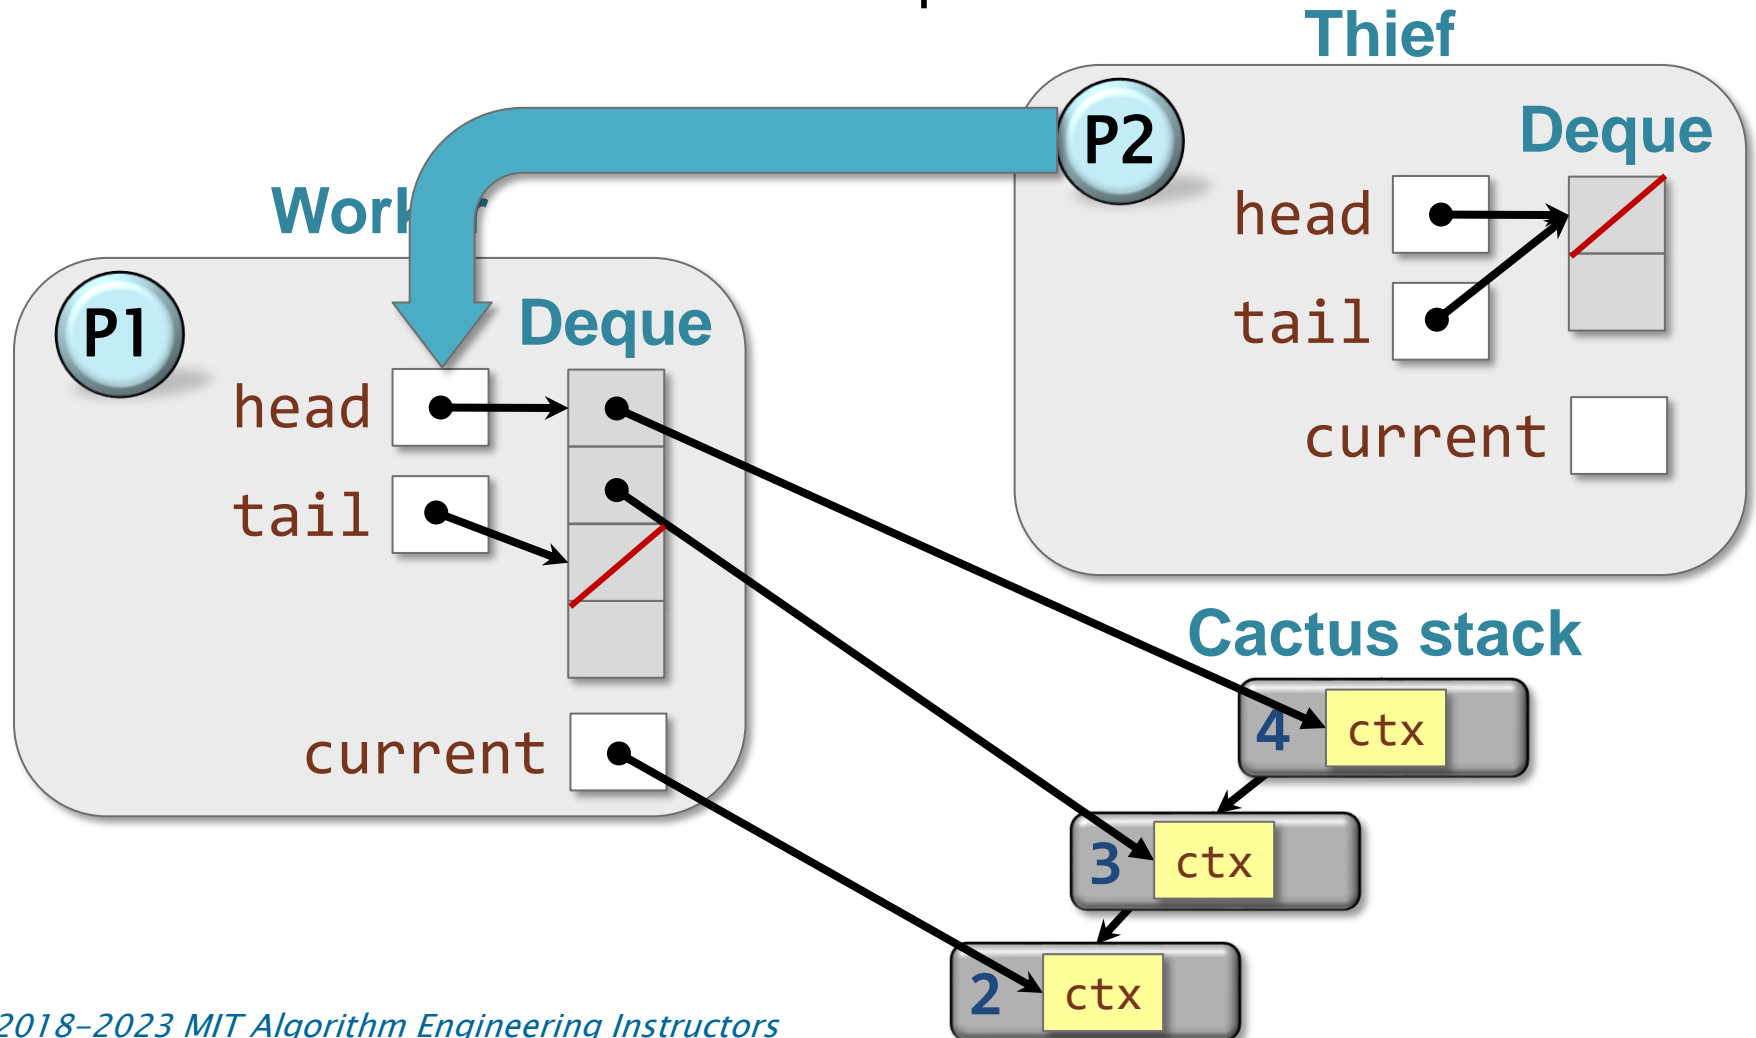 Thief
P2
Deque
head
tail
current
P1
Deque
head
tail
current
Cactus stack
4 ctx
3 ctx
2 ctx
2018–2023 MIT Algorithm Engineering Instructors